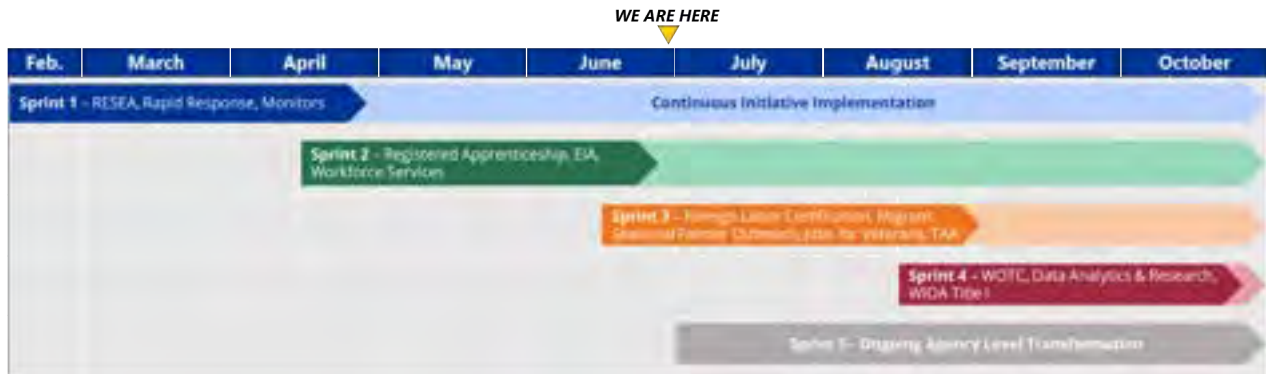 WE ARE HERE
Feb. March April May June July August September October
Sprint 1 – RESEA, Rapid Response, Monitors
Continuous Initiative Implementation
Sprint 2 – Registered Apprenticeship, EIA,
Workforce Services
Sprint 3 – Foreign Labor Certification, Migrant
Seasonal Farmer Outreach, Jobs for Veterans, TAA
Sprint 4 – WOTC, Data Analytics & Research,
WIOA Title I
Sprint 5– Ongoing Agency Level Transformation